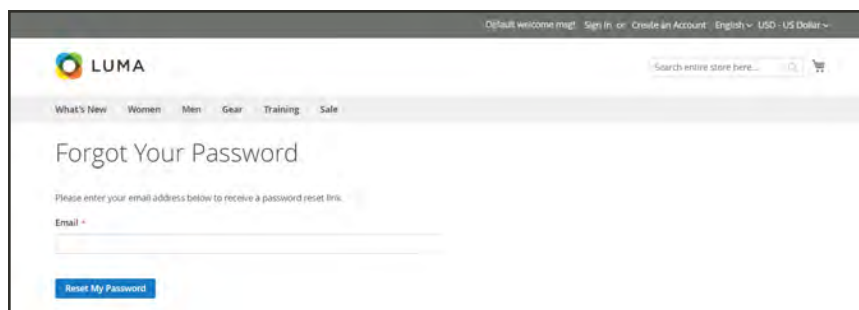 Default welcome msg! Sign In or Create an Account English USD - US Dollar
LUMA
Search entire store here...
What's New Women Men Gear Training Sale
Forgot Your Password
Please enter your email address below to receive a password reset link.
Email *
Reset My Password